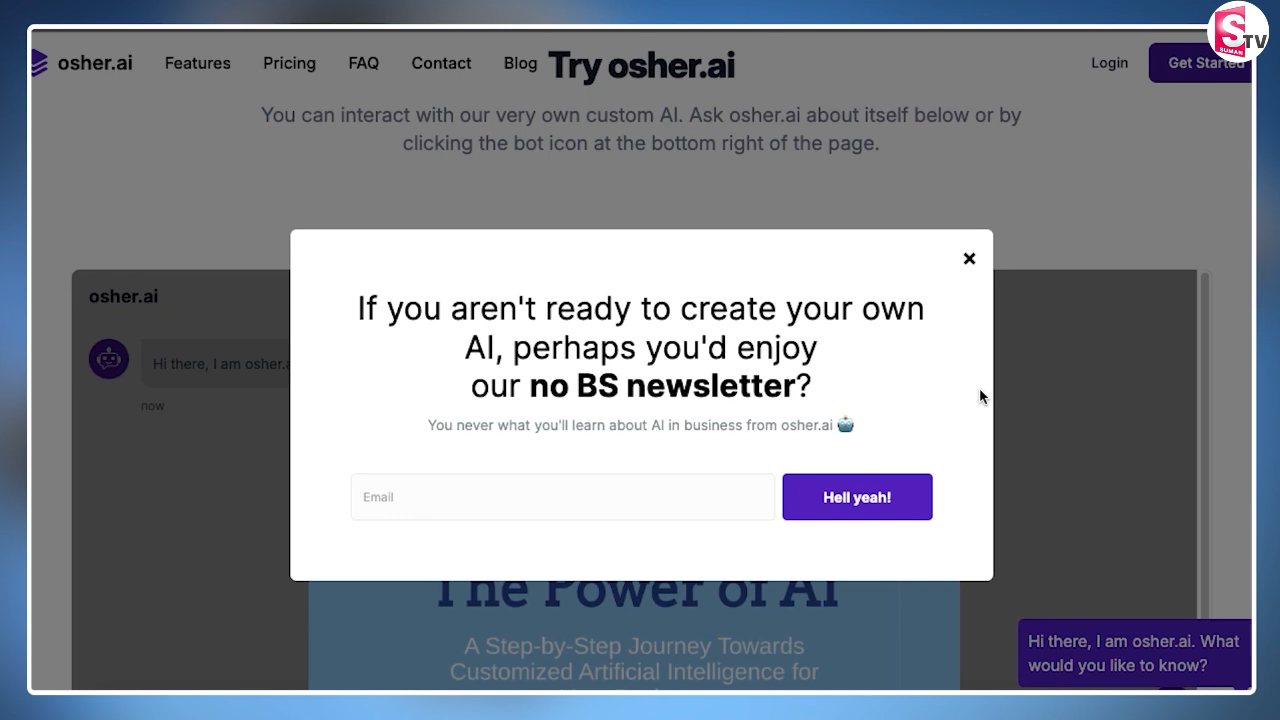 S TV
SUMAN
osher.ai Features Pricing FAQ Contact Blog Try osher.ai Login Get Started
You can interact with our very own custom AI. Ask osher.ai about itself below or by
clicking the bot icon at the bottom right of the page.
osher.ai
Hi there, I am osher.a
now
If you aren't ready to create your own
AI, perhaps you'd enjoy
our no BS newsletter?
You never what you'll learn about AI in business from osher.ai
Email
Hell yeah!
The Power of AI
A Step-by-Step Journey Towards
Customized Artificial Intelligence for
Hi there, I am osher.ai. What
would you like to know?